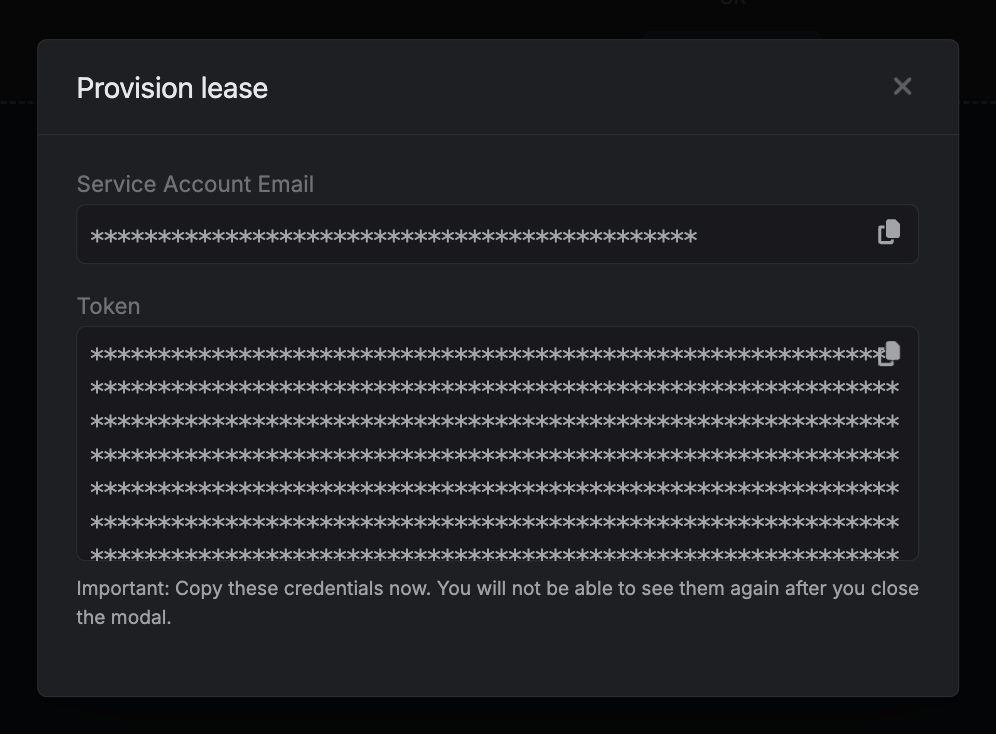 Provision lease
Service Account Email
*********************************************
Token
***********************************************************
************************************************************
************************************************************
************************************************************
************************************************************
************************************************************
************************************************************
Important: Copy these credentials now. You will not be able to see them again after you close
the modal.